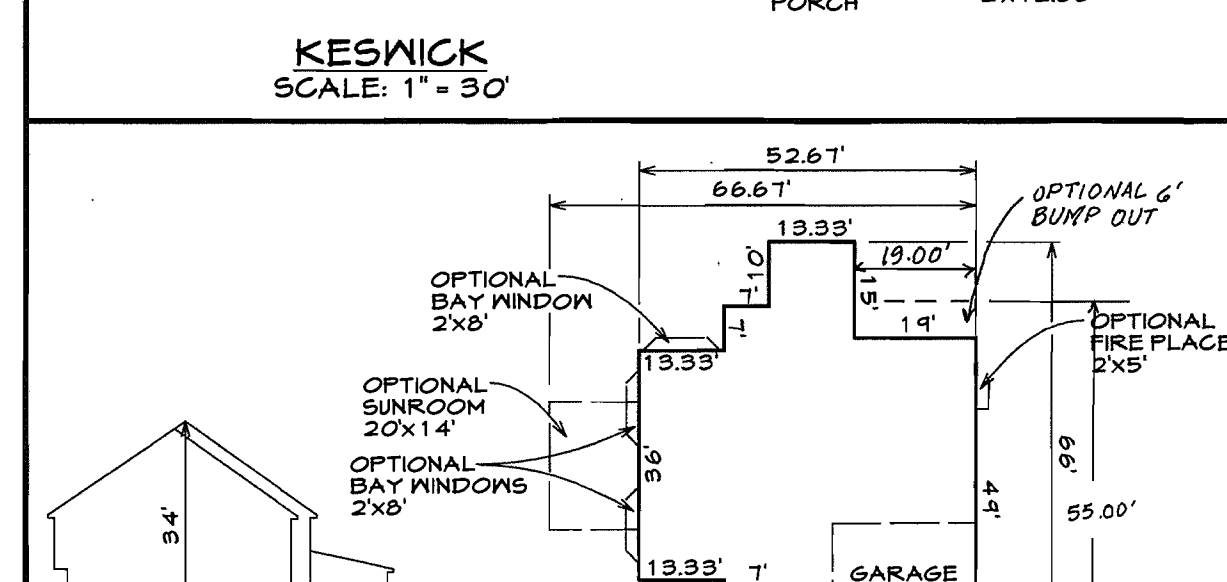 PORCH
KESWICK
SCALE: 1" = 30'
52.67'
66.67'
OPTIONAL 6'
BUMP OUT
13.33'
19.00'
10'
15'
7'
7'
19'
OPTIONAL
BAY WINDOW
2'x8'
13.33'
OPTIONAL
FIRE PLACE
2'x5'
OPTIONAL
SUNROOM
20'x14'
OPTIONAL
BAY WINDOWS
2'x8'
36'
66'
49'
55.00'
34'
13.33'
7'
GARAGE